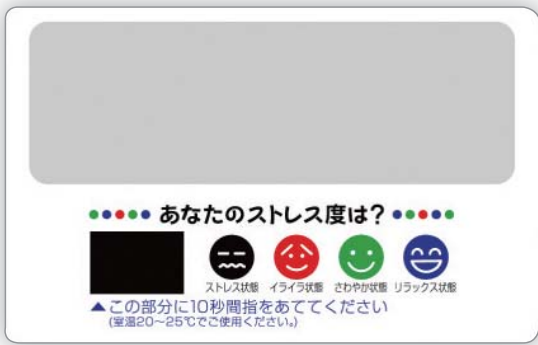 あなたのストレス度は?
ストレス状態 イライラ状態 さわやか状態 リラックス状態
▲この部分に10秒間指をあててください
(室温20～25℃でご使用ください。)